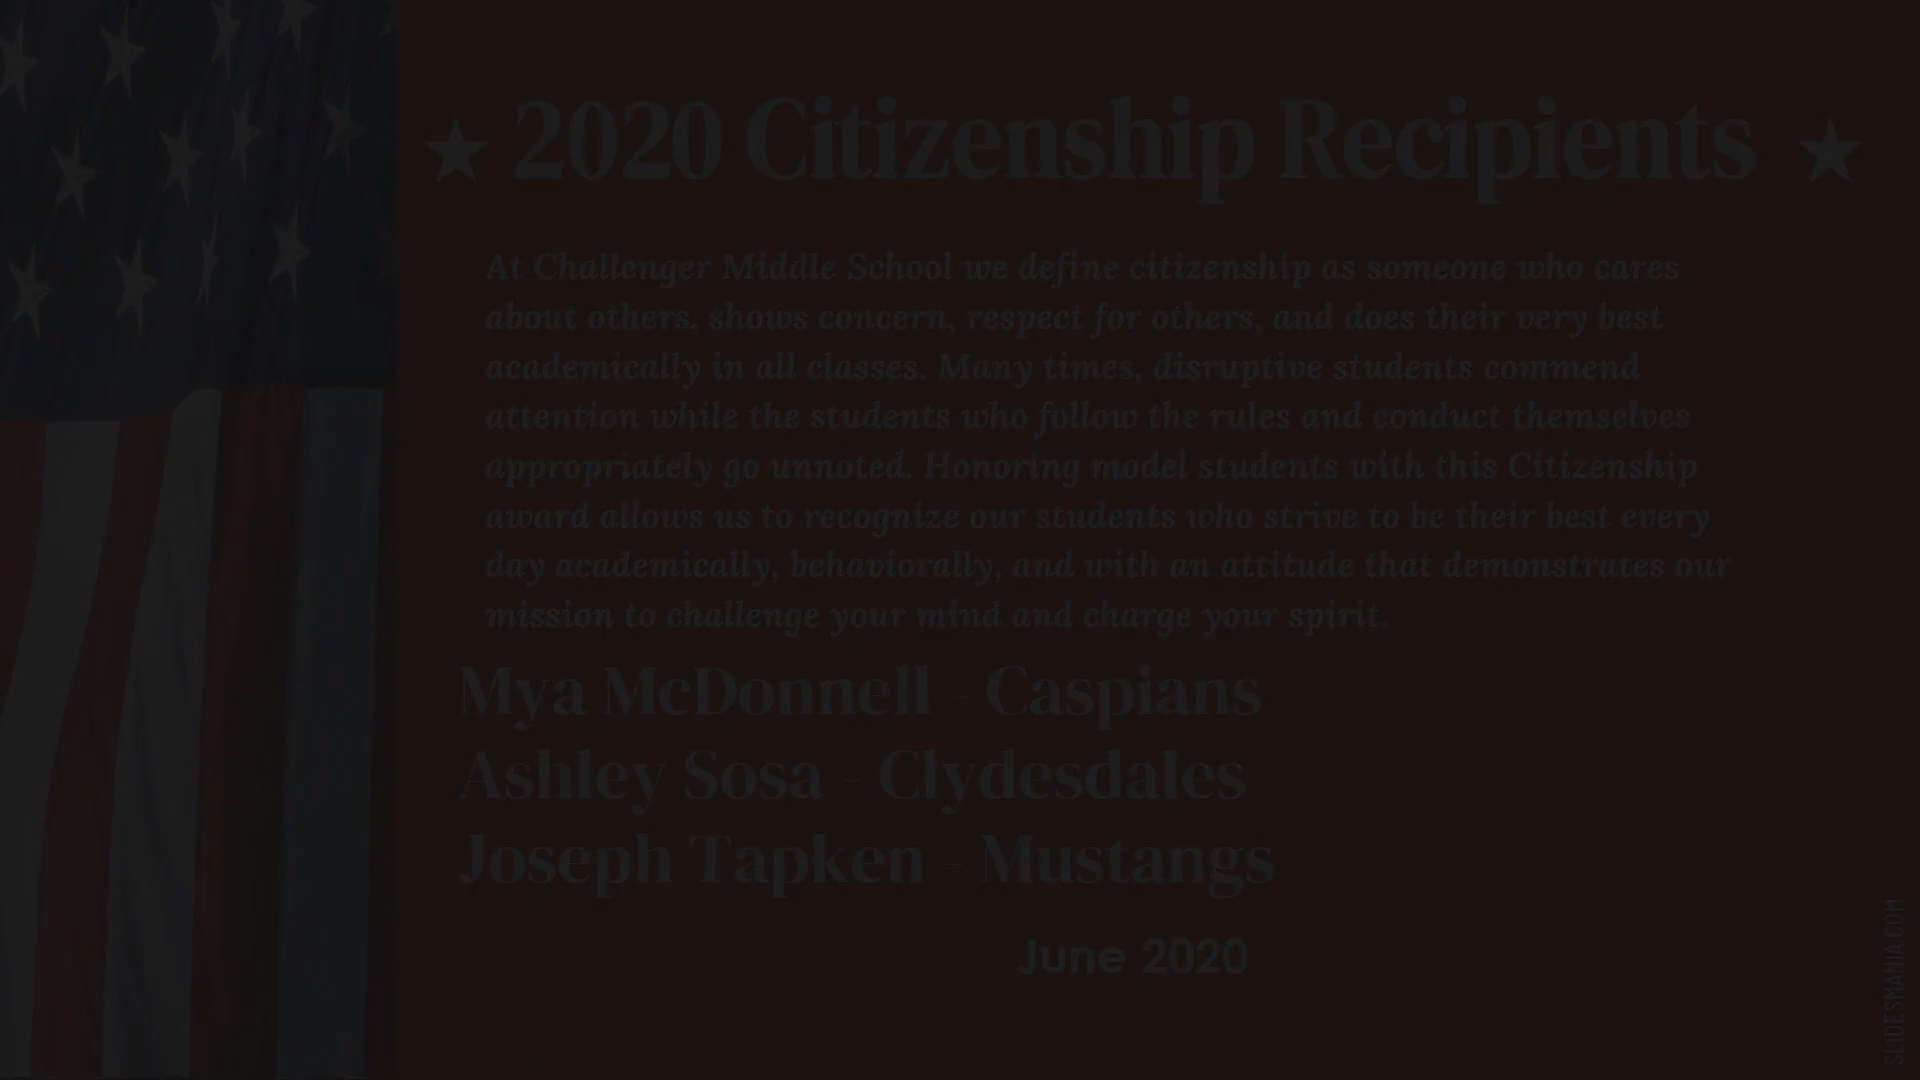 2020 Citizenship Recipients
At Challenger Middle School we define citizenship as someone who cares
about others, shows concern, respect for others, and does their very best
academically in all classes. Many times, disruptive students commend
attention while the students who follow the rules and conduct themselves
appropriately go unnoted. Honoring model students with this Citizenship
award allows us to recognize our students who strive to be their best every
day academically, behaviorally, and with an attitude that demonstrates our
mission to challenge your mind and charge your spirit.
Mya McDonnell - Caspians
Ashley Sosa - Clydesdales
Joseph Tapken - Mustangs
June 2020
SLIDESMANIA.COM